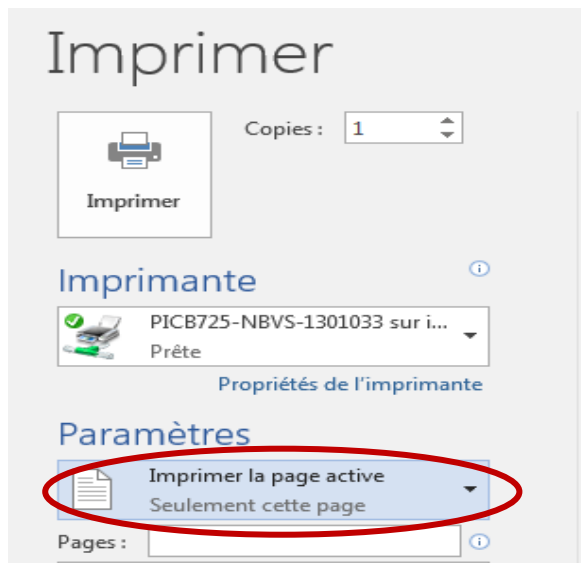 Imprimer
Copies : 1
Imprimer
Imprimante
PICB725-NBVS-1301033 sur i...
Prête
Propriétés de l'imprimante
Paramètres
Imprimer la page active
Seulement cette page
Pages :